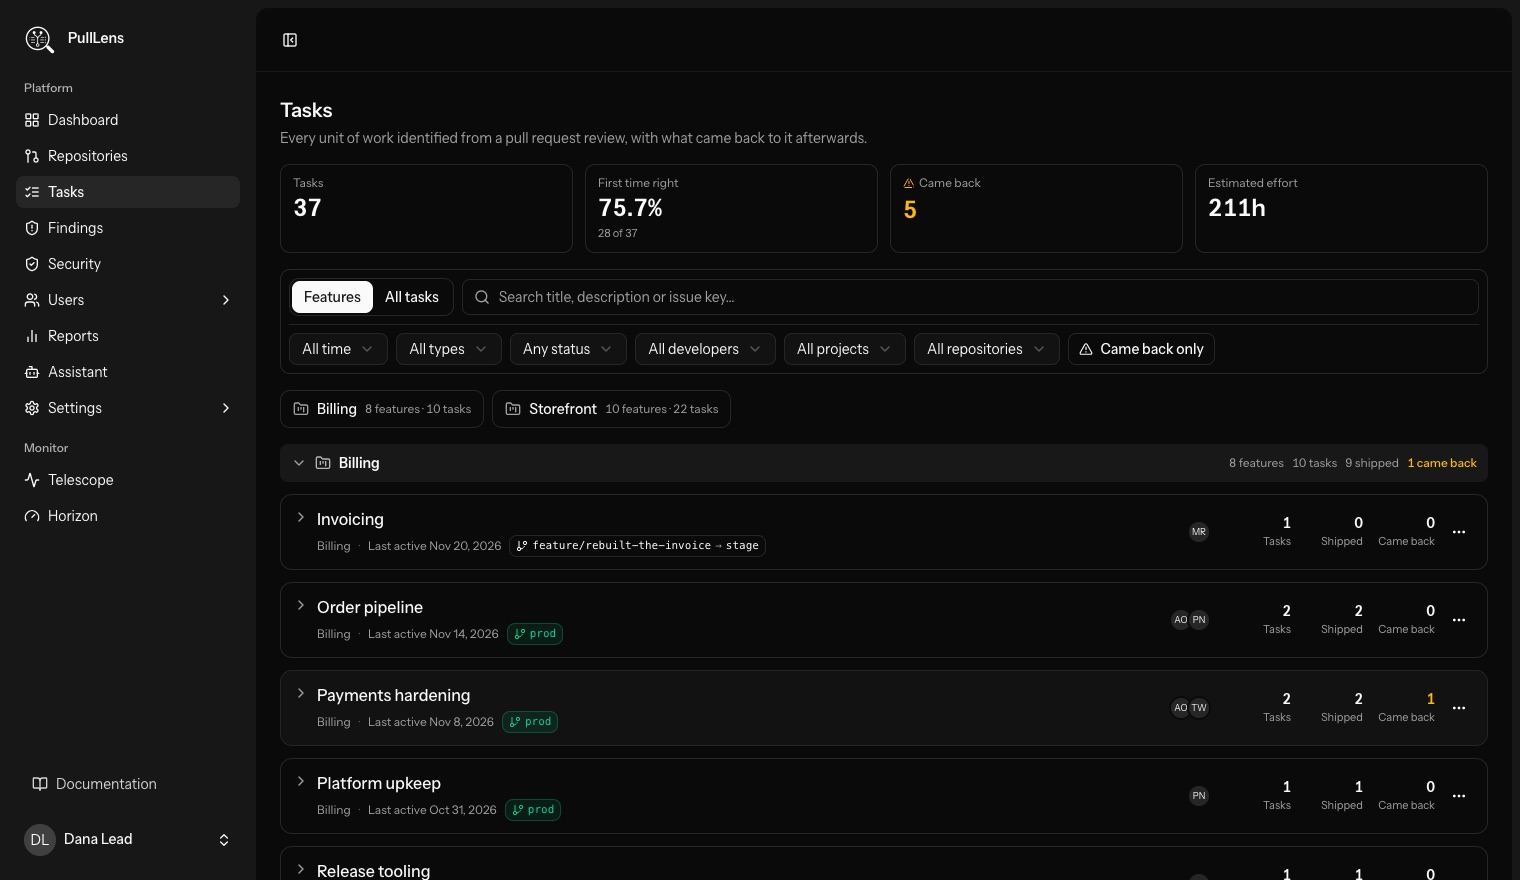 PullLens
Platform
Dashboard
Repositories
Tasks
Findings
Security
Users
Reports
Assistant
Settings
Monitor
Telescope
Horizon
Documentation
DL Dana Lead
Tasks
Every unit of work identified from a pull request review, with what came back to it afterwards.
Tasks
37
First time right
75.7%
28 of 37
Came back
5
Estimated effort
211h
Features All tasks Search title, description or issue key...
All time All types Any status All developers All projects All repositories Came back only
Billing 8 features · 10 tasks Storefront 10 features · 22 tasks
Billing 8 features 10 tasks 9 shipped 1 came back
Invoicing
Billing · Last active Nov 20, 2026 feature/rebuilt-the-invoice → stage
MR
1 0 0
Tasks Shipped Came back
Order pipeline
Billing · Last active Nov 14, 2026 prod
AO PN
2 2 0
Tasks Shipped Came back
Payments hardening
Billing · Last active Nov 8, 2026 prod
AO TW
2 2 1
Tasks Shipped Came back
Platform upkeep
Billing · Last active Oct 31, 2026 prod
PN
1 1 0
Tasks Shipped Came back
Release tooling
1 1 0